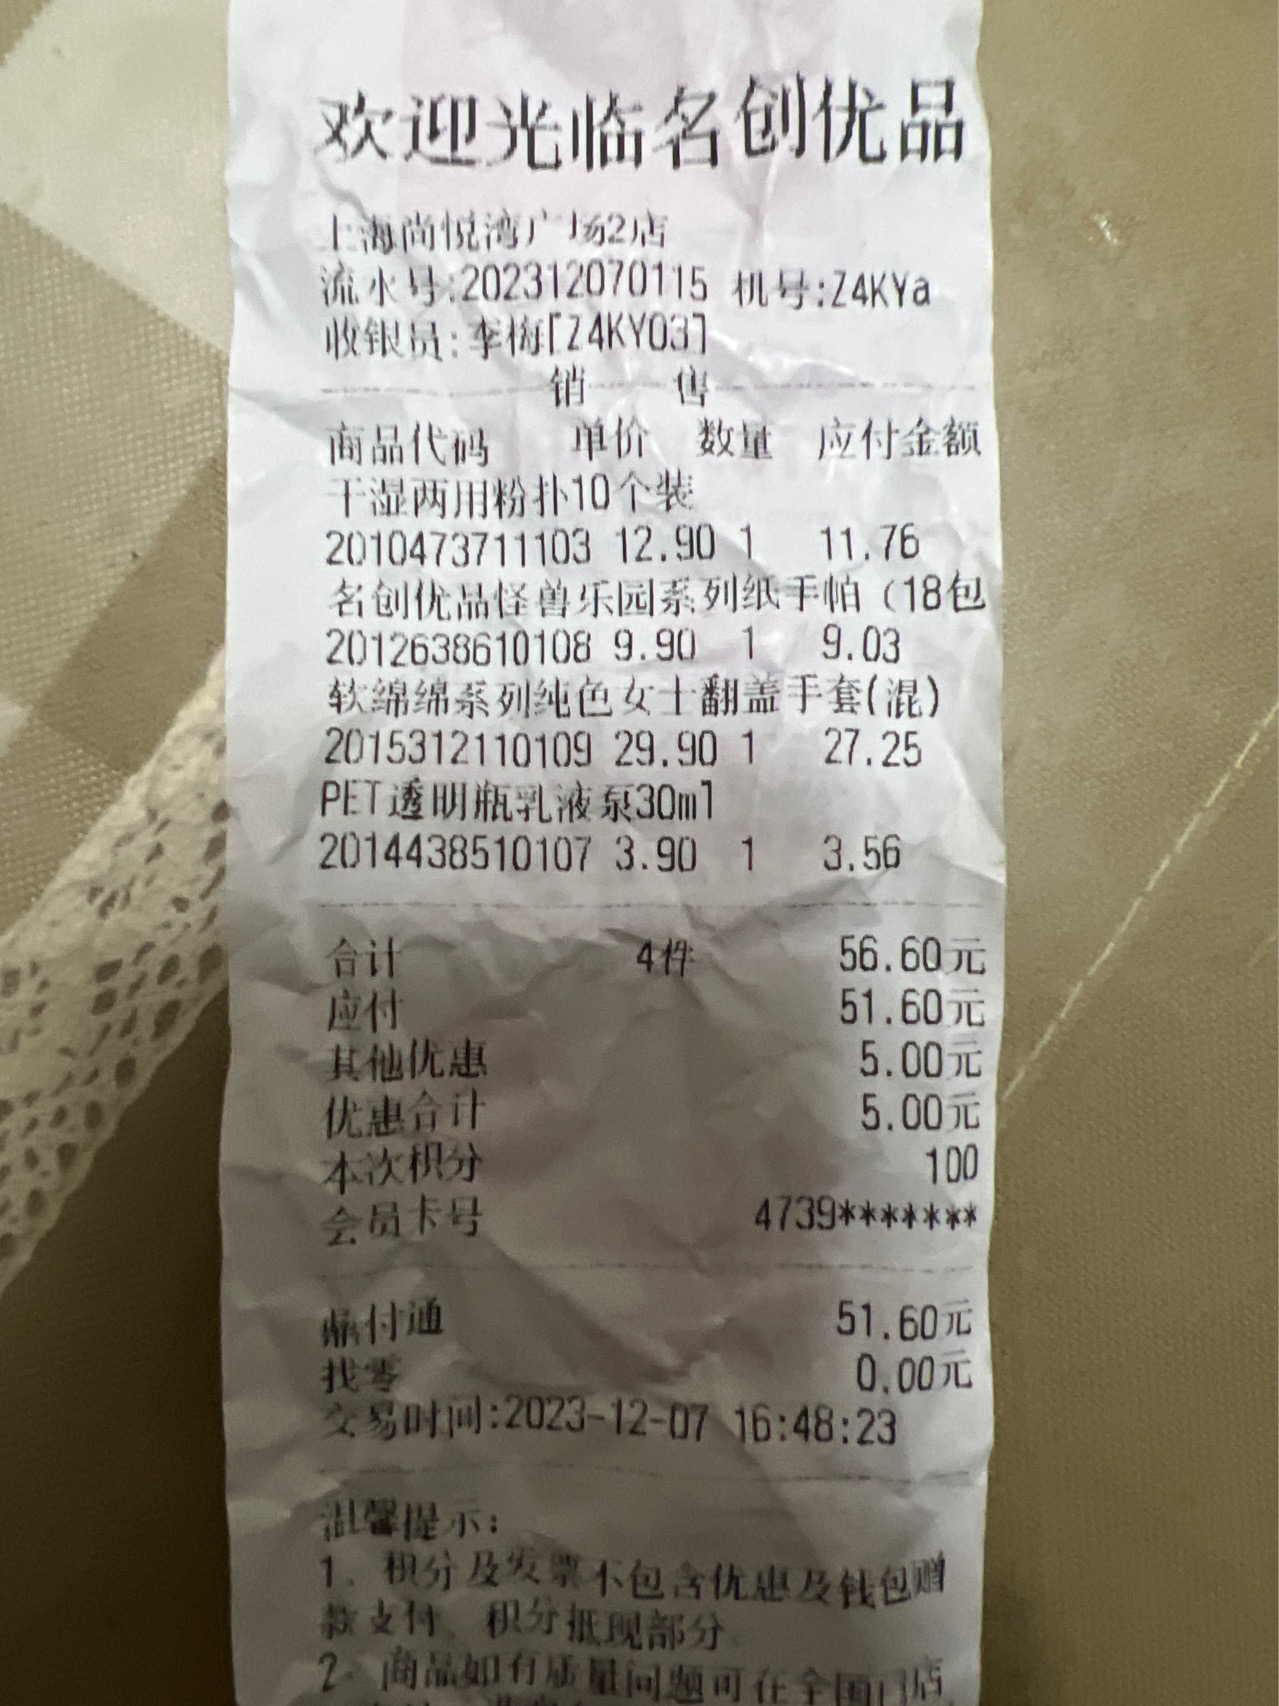 欢迎光临名创优品
上海尚悦湾广场2店
流水号:202312070115 机号:Z4KYa
收银员:李梅[Z4KY03]
销 售
商品代码 单价 数量 应付金额
干湿两用粉扑10个装
2010473711103 12.90 1 11.76
名创优品怪兽乐园系列纸手帕（18包
2012638610108 9.90 1 9.03
软绵绵系列纯色女士翻盖手套(混)
2015312110109 29.90 1 27.25
PET透明瓶乳液泵30ml
2014438510107 3.90 1 3.56
合计 4件 56.60元
应付 51.60元
其他优惠 5.00元
优惠合计 5.00元
本次积分 100
会员卡号 4739*******
鼎付通 51.60元
找零 0.00元
交易时间:2023-12-07 16:48:23
温馨提示:
1、积分及发票不包含优惠及钱包赠
款支付、积分抵现部分
2、商品如有质量问题可在全国门店